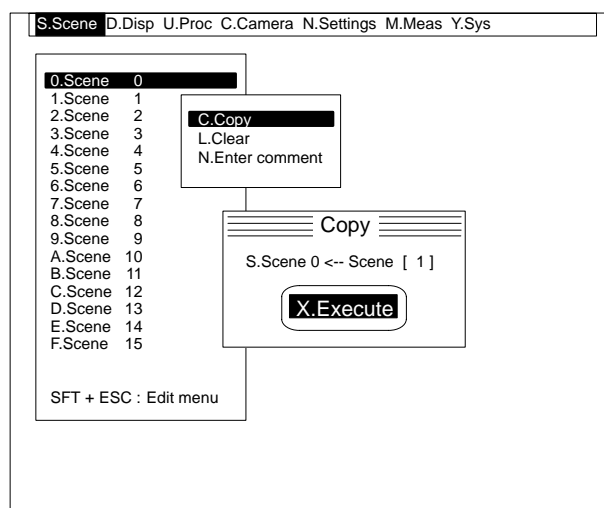 S.Scene D.Disp U.Proc C.Camera N.Settings M.Meas Y.Sys
0.Scene 0
1.Scene 1
2.Scene 2
3.Scene 3
4.Scene 4
5.Scene 5
6.Scene 6
7.Scene 7
8.Scene 8
9.Scene 9
A.Scene 10
B.Scene 11
C.Scene 12
D.Scene 13
E.Scene 14
F.Scene 15
SFT + ESC : Edit menu
C.Copy
L.Clear
N.Enter comment
Copy
S.Scene 0 <-- Scene [ 1 ]
X.Execute